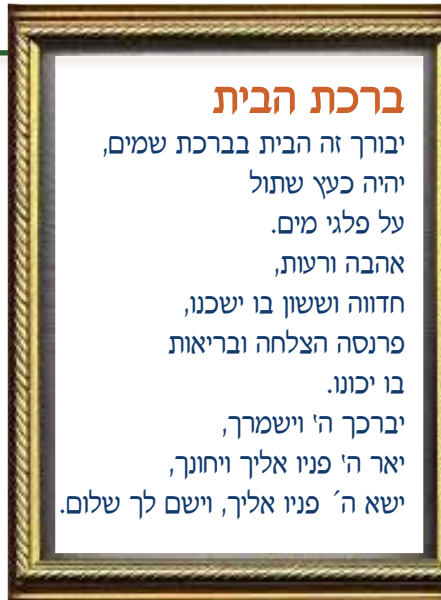 ברכת הבית
יבורך זה הבית בברכת שמים,
יהיה כעץ שתול
על פלגי מים.
אהבה ורעות,
חדווה וששון בו ישכנו,
פרנסה הצלחה ובריאות
בו יכונו.
יברכך ה' וישמרך,
יאר ה' פניו אליך ויחונך,
ישא ה´ פניו אליך, וישם לך שלום.